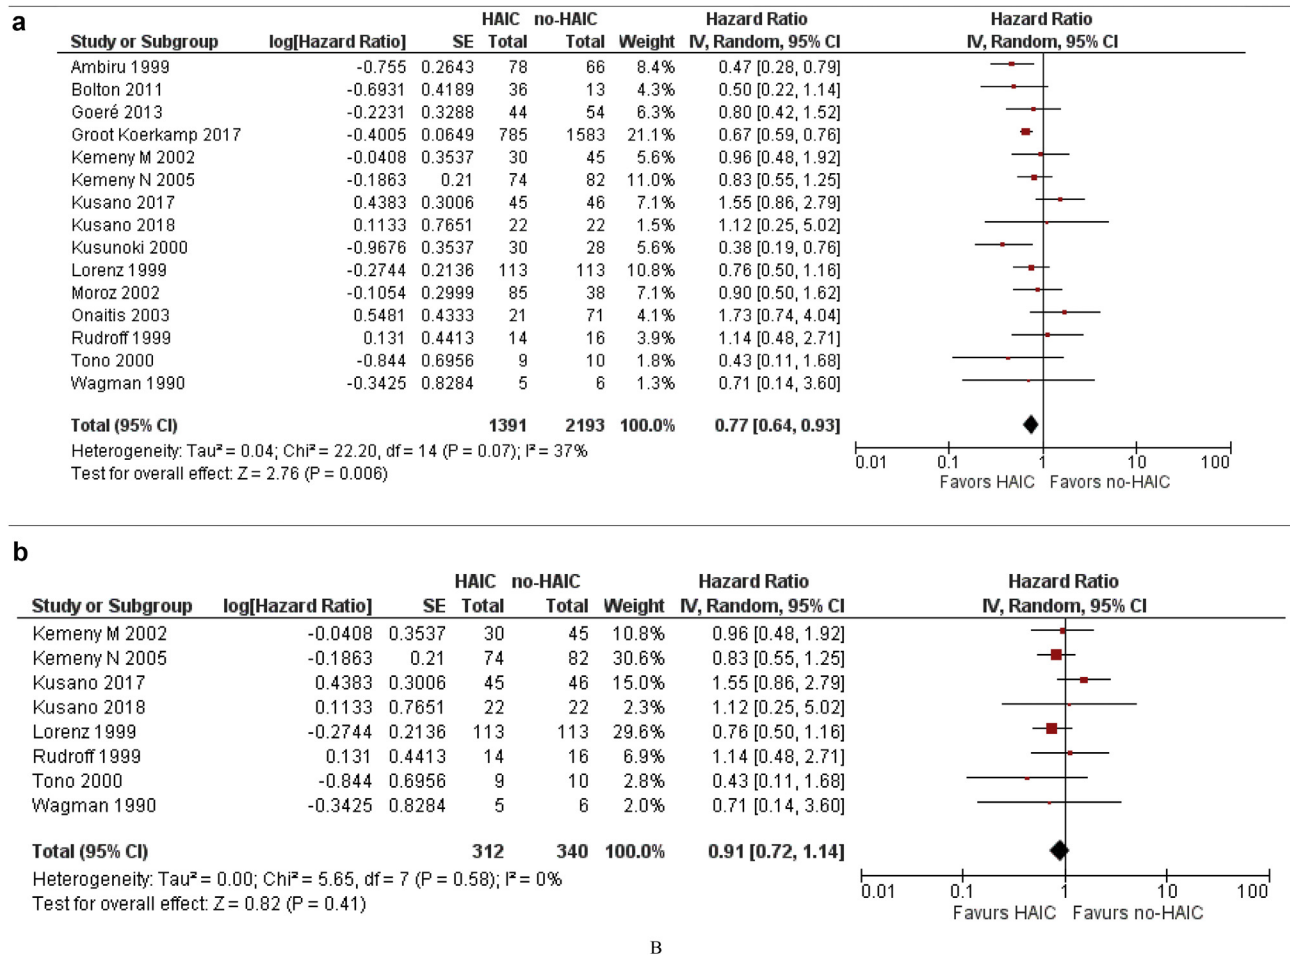 a
HAIC no-HAIC Hazard Ratio Hazard Ratio
Study or Subgroup log[Hazard Ratio] SE Total Total Weight IV, Random, 95% CI IV, Random, 95% CI
Ambiru 1999 -0.755 0.2643 78 66 8.4% 0.47 [0.28, 0.79]
Bolton 2011 -0.6931 0.4189 36 13 4.3% 0.50 [0.22, 1.14]
Goeré 2013 -0.2231 0.3288 44 54 6.3% 0.80 [0.42, 1.52]
Groot Koerkamp 2017 -0.4005 0.0649 785 1583 21.1% 0.67 [0.59, 0.76]
Kemeny M 2002 -0.0408 0.3537 30 45 5.6% 0.96 [0.48, 1.92]
Kemeny N 2005 -0.1863 0.21 74 82 11.0% 0.83 [0.55, 1.25]
Kusano 2017 0.4383 0.3006 45 46 7.1% 1.55 [0.86, 2.79]
Kusano 2018 0.1133 0.7651 22 22 1.5% 1.12 [0.25, 5.02]
Kusunoki 2000 -0.9676 0.3537 30 28 5.6% 0.38 [0.19, 0.76]
Lorenz 1999 -0.2744 0.2136 113 113 10.8% 0.76 [0.50, 1.16]
Moroz 2002 -0.1054 0.2999 85 38 7.1% 0.90 [0.50, 1.62]
Onaitis 2003 0.5481 0.4333 21 71 4.1% 1.73 [0.74, 4.04]
Rudroff 1999 0.131 0.4413 14 16 3.9% 1.14 [0.48, 2.71]
Tono 2000 -0.844 0.6956 9 10 1.8% 0.43 [0.11, 1.68]
Wagman 1990 -0.3425 0.8284 5 6 1.3% 0.71 [0.14, 3.60]
Total (95% CI) 1391 2193 100.0% 0.77 [0.64, 0.93]
Heterogeneity: Tau² = 0.04; Chi² = 22.20, df = 14 (P = 0.07); I² = 37%
Test for overall effect: Z = 2.76 (P = 0.006)
0.01 0.1 1 10 100
Favors HAIC Favors no-HAIC
b
HAIC no-HAIC Hazard Ratio Hazard Ratio
Study or Subgroup log[Hazard Ratio] SE Total Total Weight IV, Random, 95% CI IV, Random, 95% CI
Kemeny M 2002 -0.0408 0.3537 30 45 10.8% 0.96 [0.48, 1.92]
Kemeny N 2005 -0.1863 0.21 74 82 30.6% 0.83 [0.55, 1.25]
Kusano 2017 0.4383 0.3006 45 46 15.0% 1.55 [0.86, 2.79]
Kusano 2018 0.1133 0.7651 22 22 2.3% 1.12 [0.25, 5.02]
Lorenz 1999 -0.2744 0.2136 113 113 29.6% 0.76 [0.50, 1.16]
Rudroff 1999 0.131 0.4413 14 16 6.9% 1.14 [0.48, 2.71]
Tono 2000 -0.844 0.6956 9 10 2.8% 0.43 [0.11, 1.68]
Wagman 1990 -0.3425 0.8284 5 6 2.0% 0.71 [0.14, 3.60]
Total (95% CI) 312 340 100.0% 0.91 [0.72, 1.14]
Heterogeneity: Tau² = 0.00; Chi² = 5.65, df = 7 (P = 0.58); I² = 0%
Test for overall effect: Z = 0.82 (P = 0.41)
0.01 0.1 1 10 100
Favurs HAIC Favurs no-HAIC
B